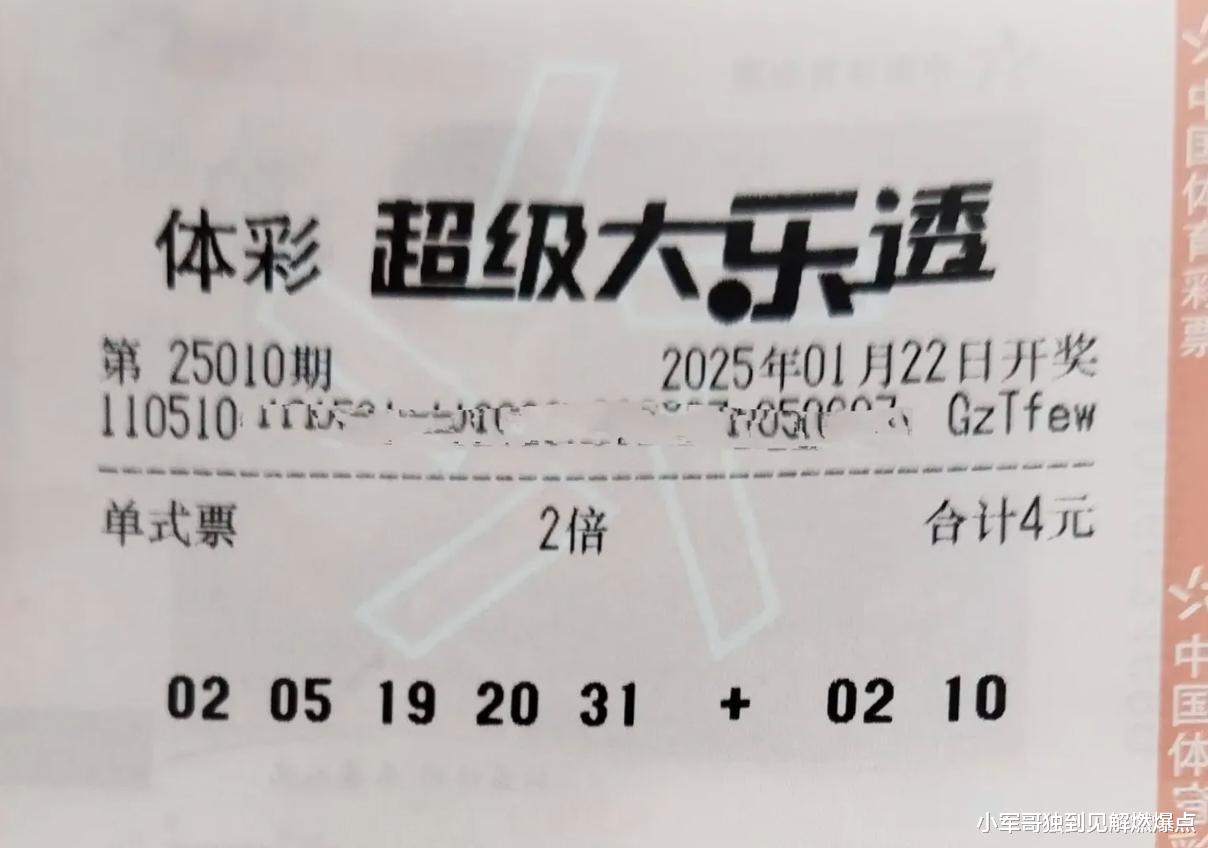 体彩 超级大乐透
第 25010期 2025年01月22日开奖
110510 GzTfew
单式票 2倍 合计4元
02 05 19 20 31 + 02 10
中国体育彩票
中国体育
小军哥独到见解燃爆点